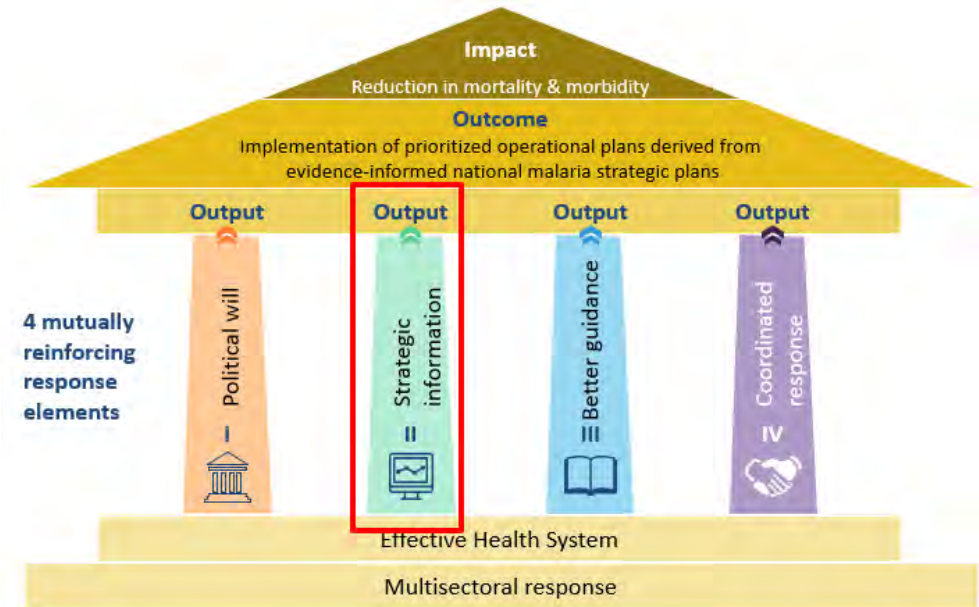 Impact
Reduction in mortality & morbidity
Outcome
Implementation of prioritized operational plans derived from
evidence-informed national malaria strategic plans
Output
Output
Output
Output
4 mutually
reinforcing
response
elements
I
Political will
II
Strategic
information
III
Better guidance
IV
Coordinated
response
Effective Health System
Multisectoral response